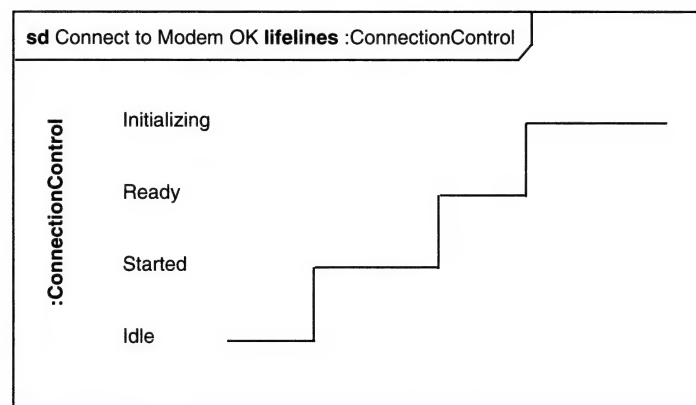 sd Connect to Modem OK lifelines :ConnectionControl
:ConnectionControl
Initializing
Ready
Started
Idle